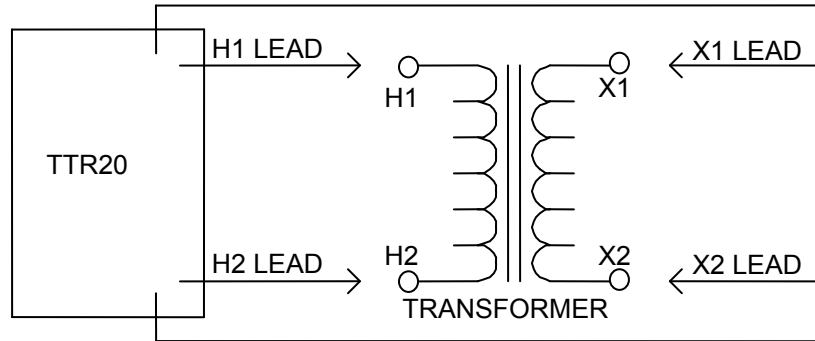 H1 LEAD
X1 LEAD
H1
X1
TTR20
H2
X2
H2 LEAD
X2 LEAD
TRANSFORMER